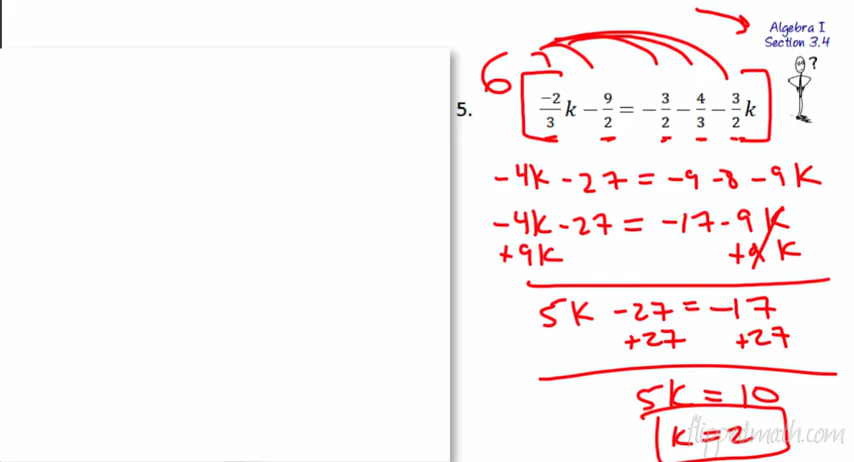 Algebra I
Section 3.4
?
6
5. [-2/3 k - 9/2 = - 3/2 - 4/3 - 3/2 k]
-4K - 27 = -9 - 8 - 9K
-4K - 27 = -17 - 9K
+9K +9K
5K - 27 = -17
+27 +27
5K = 10
K = 2
flippedmath.com